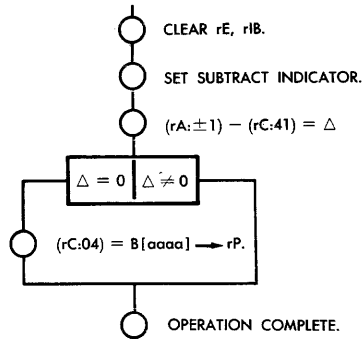 CLEAR rE, rIB.
SET SUBTRACT INDICATOR.
(rA:±1) − (rC:41) = △
△ = 0 △ ≠ 0
(rC:04) = B[aaaa] → rP.
OPERATION COMPLETE.